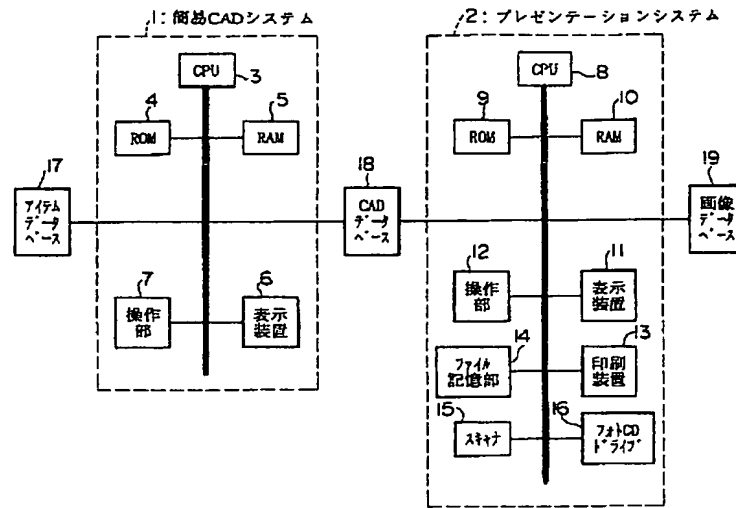 1：簡易CADシステム
2：プレゼンテーションシステム
CPU
3
4
5
ROM
RAM
7
6
操作
部
表示
装置
17
アイテム
データ
ベース
18
CAD
データ
ベース
CPU
8
9
10
ROM
RAM
12
11
操作
部
表示
装置
14
13
ファイル
記憶部
印刷
装置
15
16
スキャナ
フォトCD
ドライブ
19
画像
データ
ベース